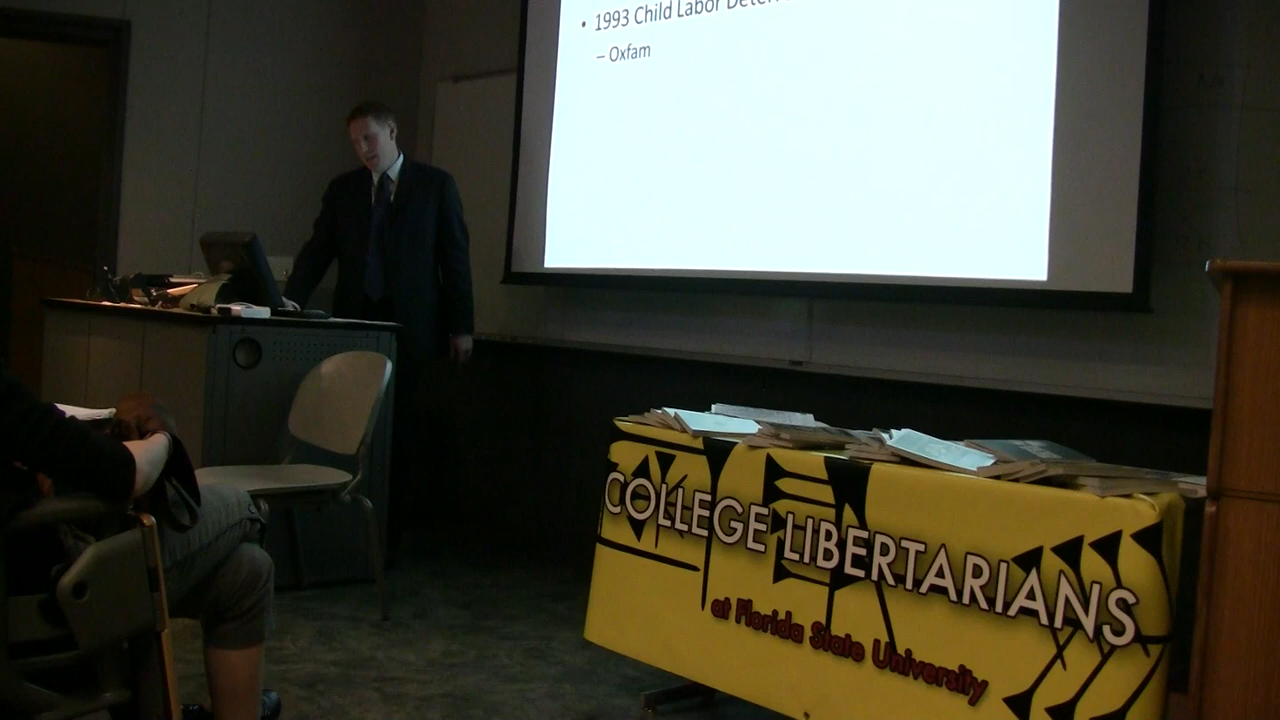 • 1993 Child Labor
– Oxfam
COLLEGE LIBERTARIANS
at Florida State University